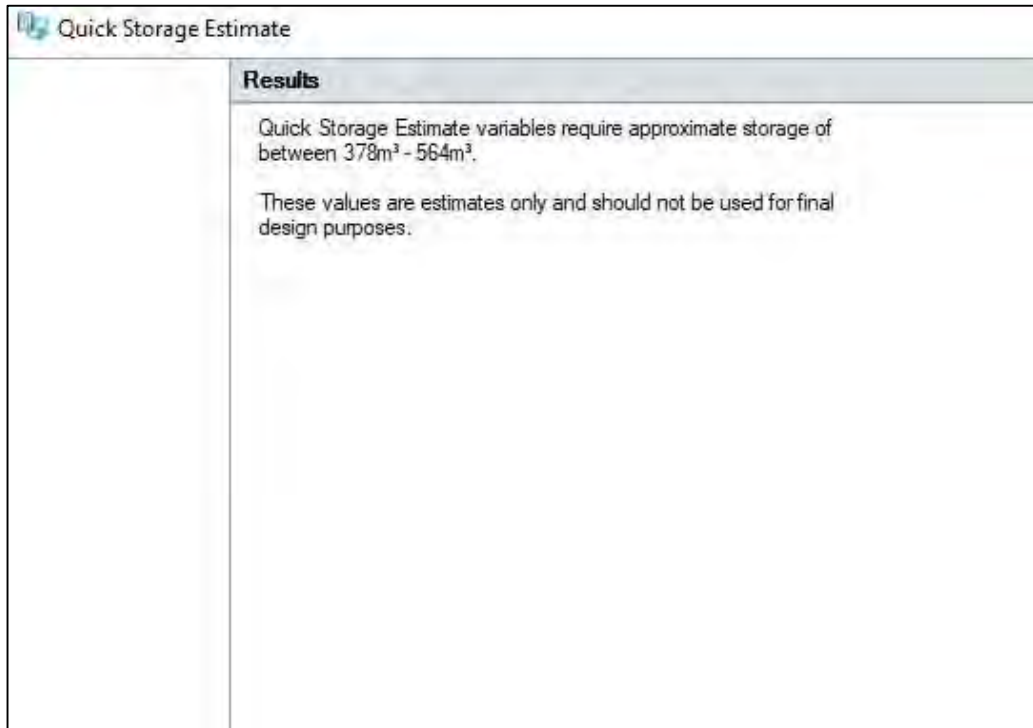 Quick Storage Estimate
Results
Quick Storage Estimate variables require approximate storage of
between 378m³ - 564m³.
These values are estimates only and should not be used for final
design purposes.